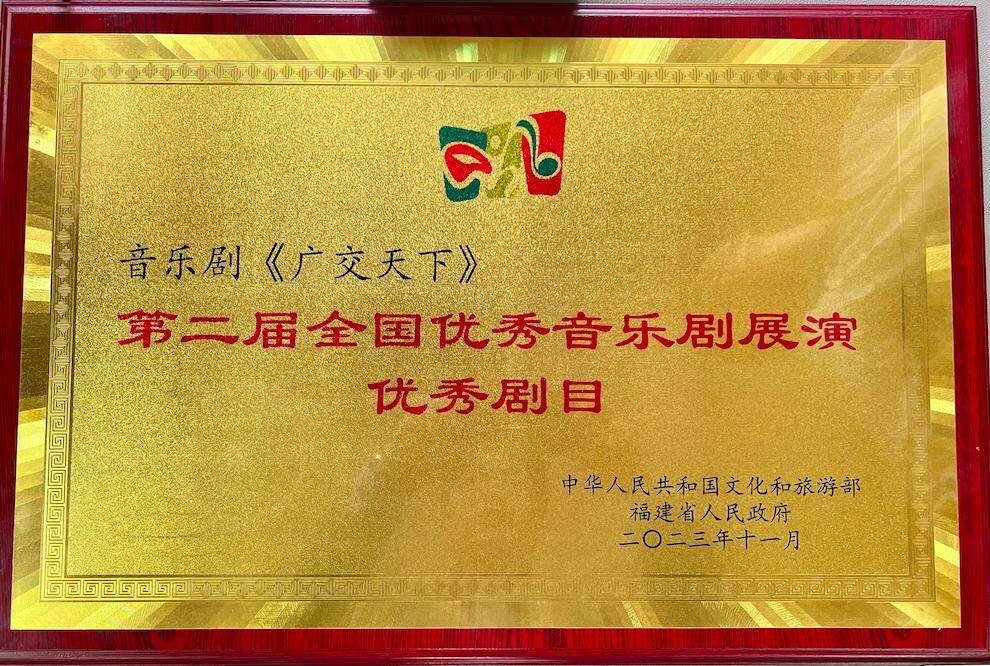 音乐剧《广交天下》
第二届全国优秀音乐剧展演
优秀剧目
中华人民共和国文化和旅游部
福建省人民政府
二〇二三年十一月